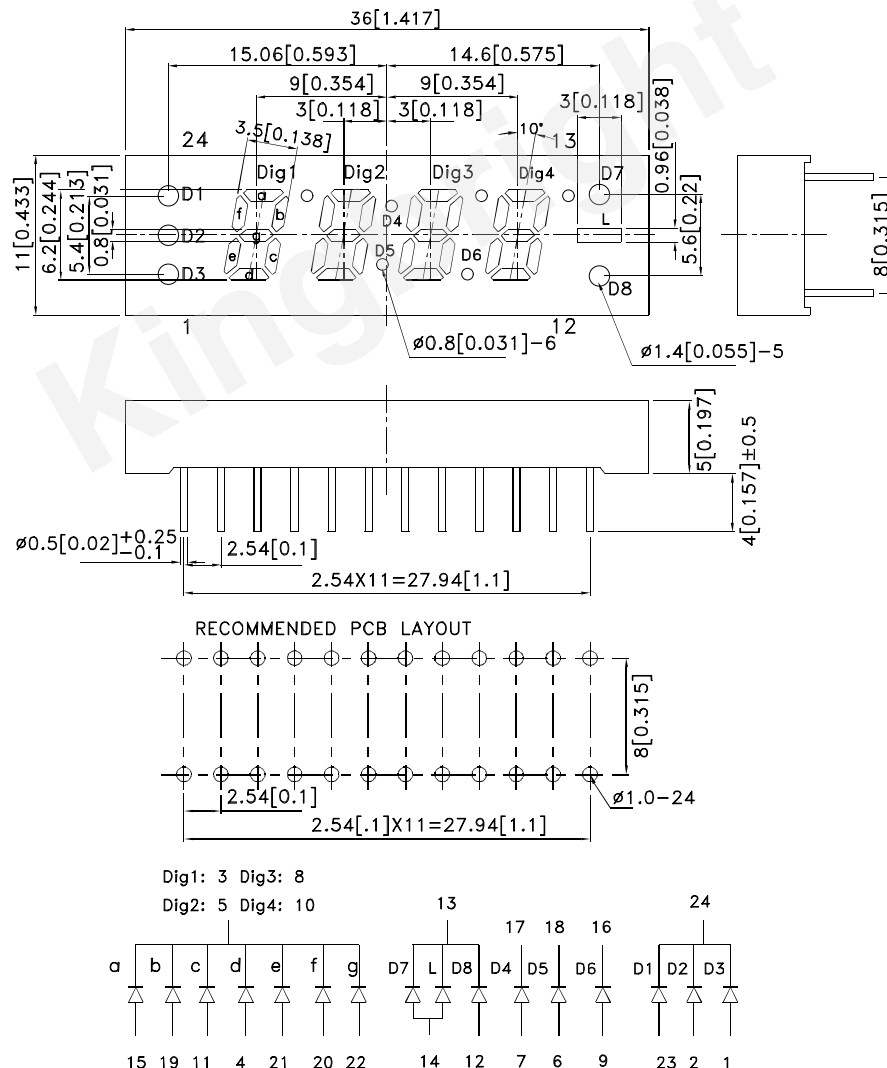 36[1.417]
15.06[0.593] 14.6[0.575]
9[0.354] 9[0.354]
3[0.118] 3[0.118] 3[0.118] 0.96[0.038]
3.5[0.138] 10°
24 13
Dig1 Dig2 Dig3 Dig4 D7
D1 a
f b D4
D2 g L
D5
e c D6
D3 d D8
11[0.433] 6.2[0.244] 5.4[0.213] 0.8[0.031] 5.6[0.22] 8[0.315]
1 12
ø0.8[0.031]-6
ø1.4[0.055]-5
Kingbright
5[0.197]
4[0.157]±0.5
ø0.5[0.02]+0.25 -0.1
2.54[0.1]
2.54X11=27.94[1.1]
RECOMMENDED PCB LAYOUT
8[0.315]
2.54[0.1]
ø1.0-24
2.54[.1]X11=27.94[1.1]
Dig1: 3 Dig3: 8
Dig2: 5 Dig4: 10
13 24
17 18 16
a b c d e f g D7 L D8 D4 D5 D6 D1 D2 D3
15 19 11 4 21 20 22 14 12 7 6 9 23 2 1